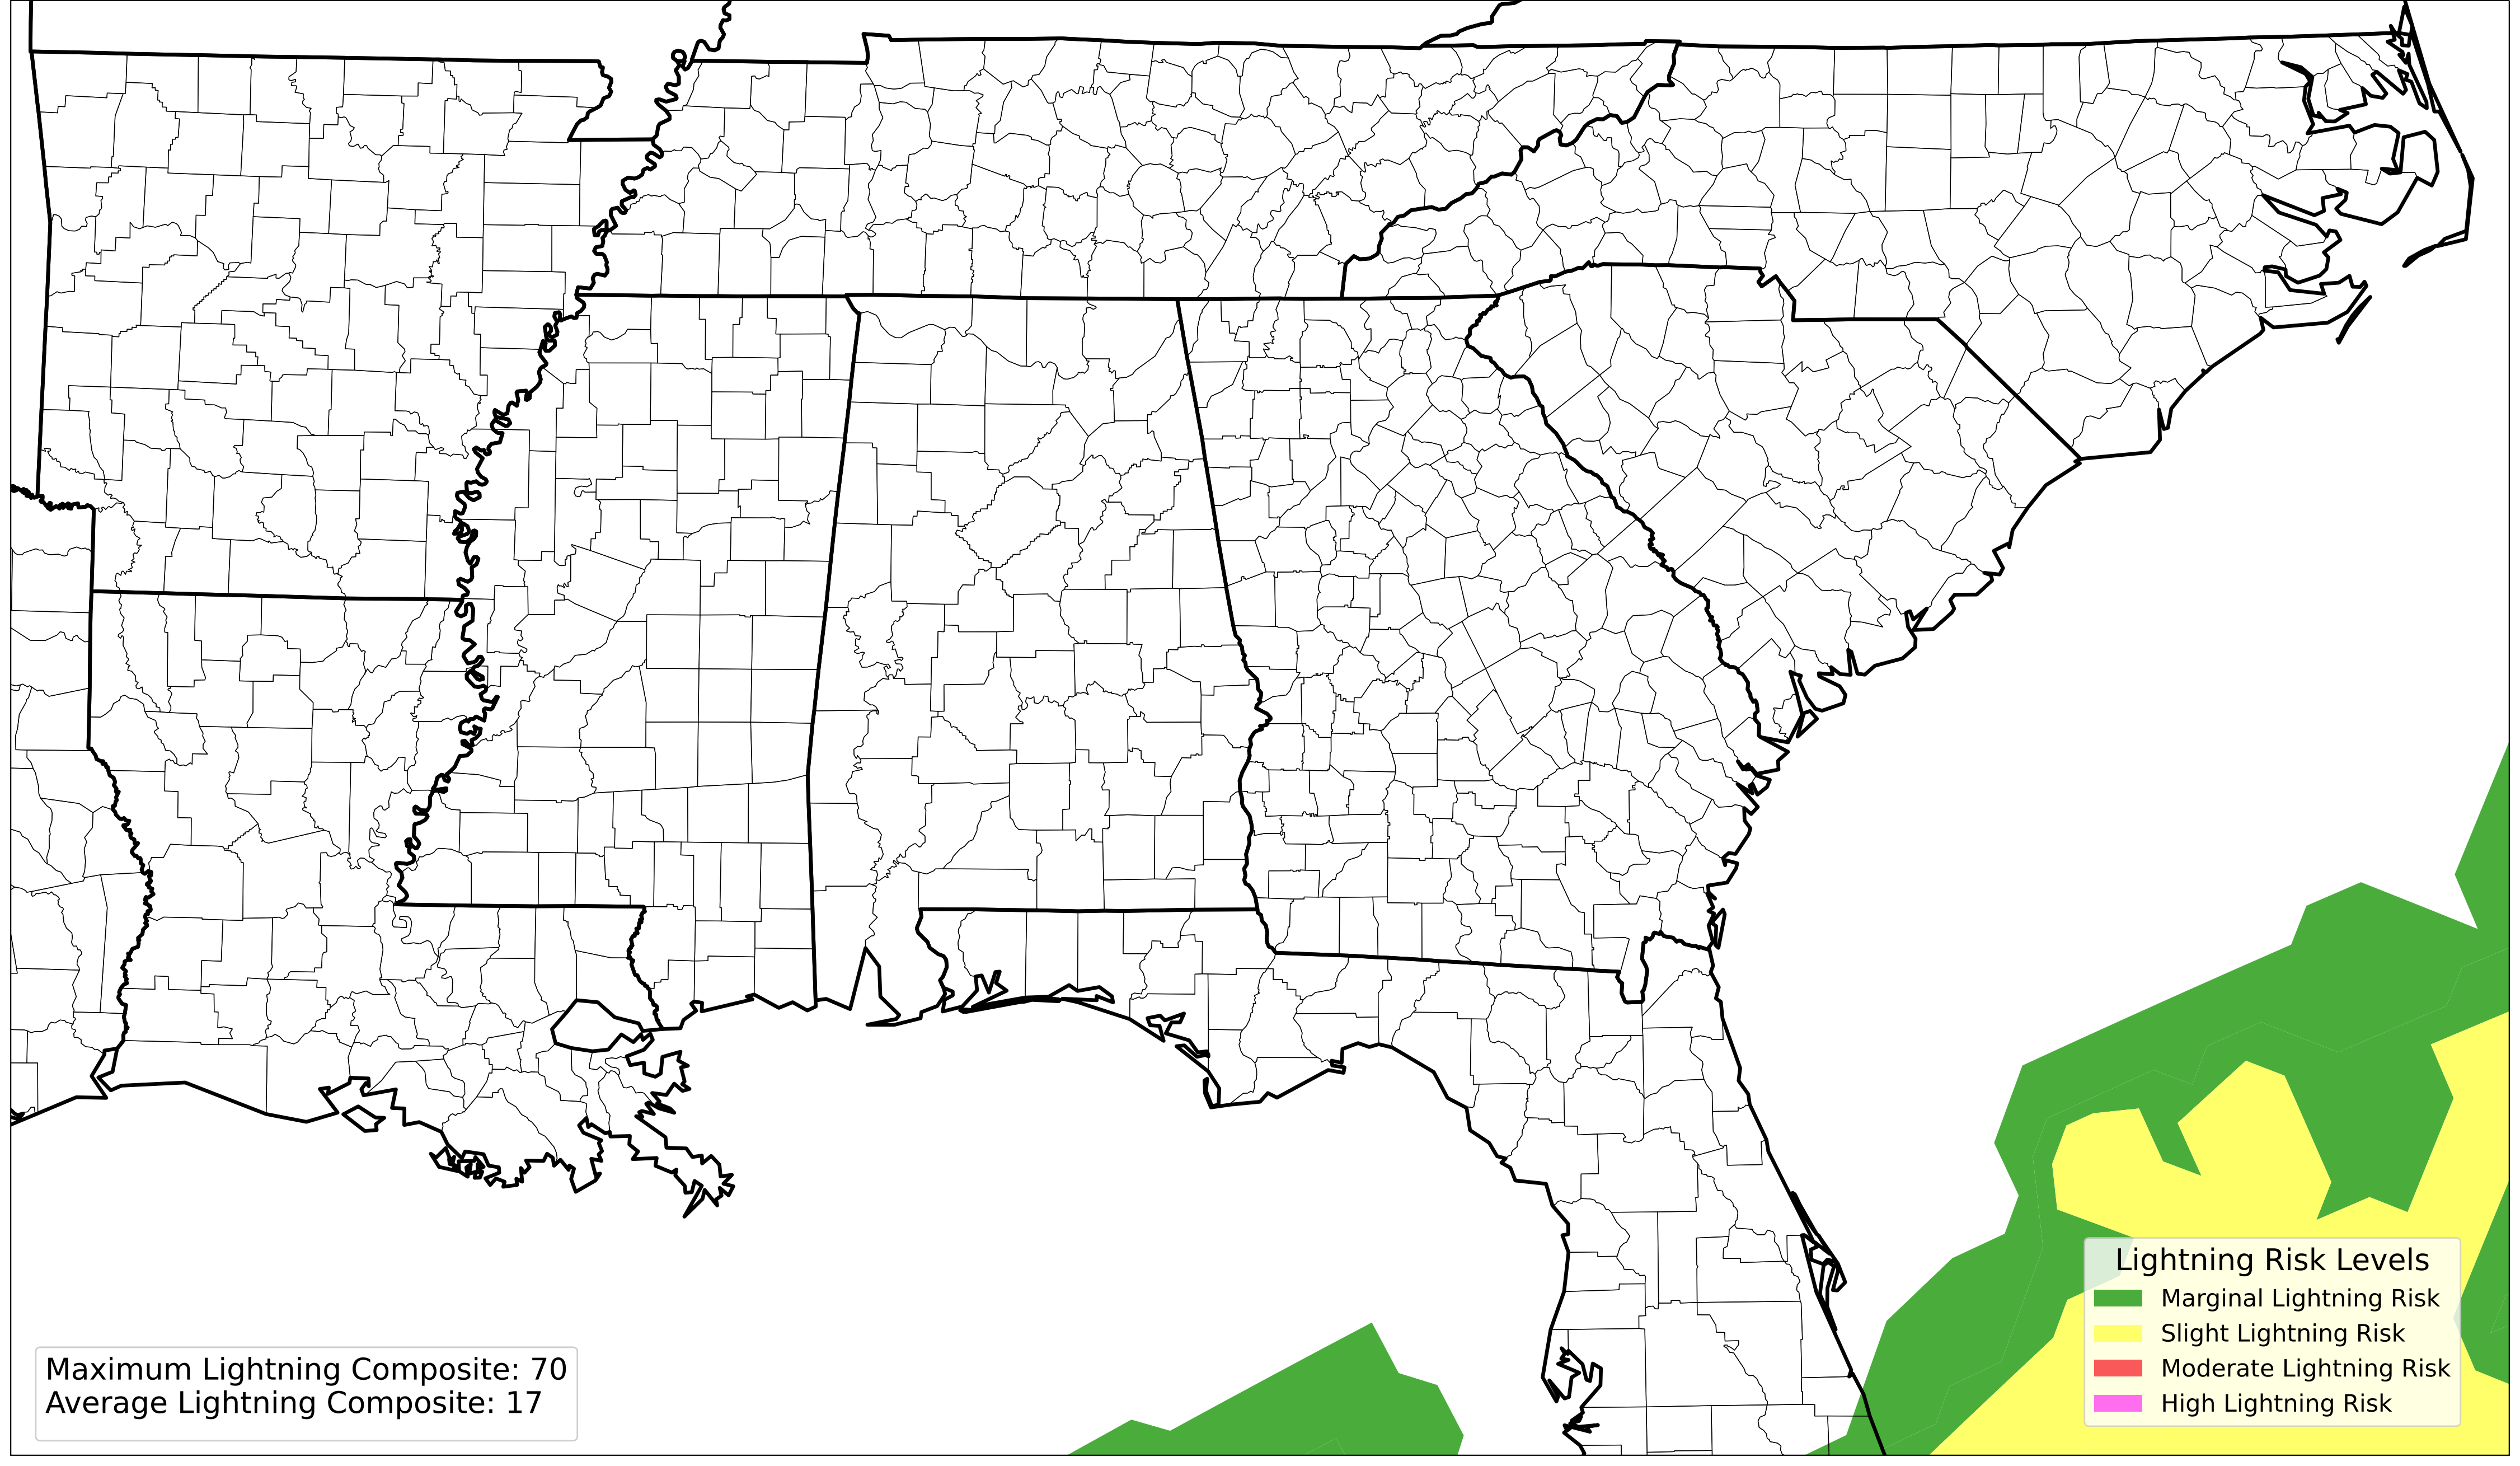 Maximum Lightning Composite: 70
Average Lightning Composite: 17
Lightning Risk Levels
Marginal Lightning Risk
Slight Lightning Risk
Moderate Lightning Risk
High Lightning Risk